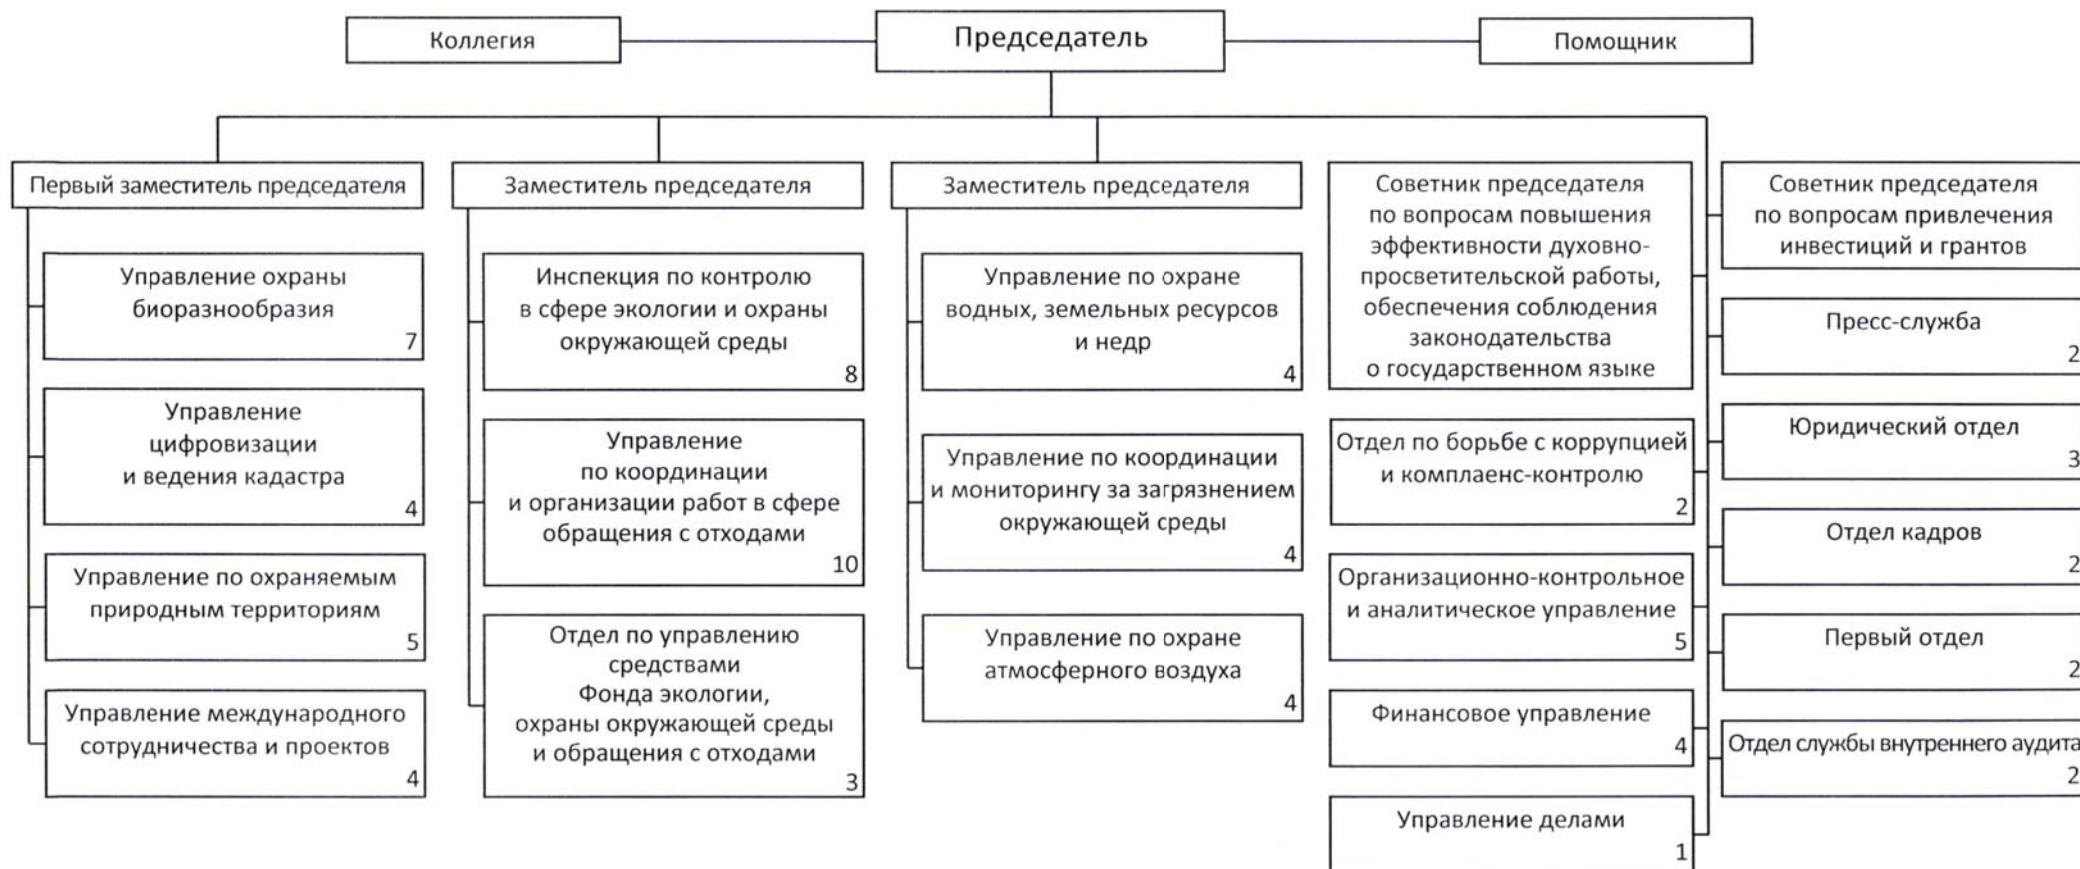 Коллегия
Председатель
Помощник
Первый заместитель председателя
Управление охраны
биоразнообразия
7
Управление
цифровизации
и ведения кадастра
4
Управление по охраняемым
природным территориям
5
Управление международного
сотрудничества и проектов
4
Заместитель председателя
Инспекция по контролю
в сфере экологии и охраны
окружающей среды
8
Управление
по координации
и организации работ в сфере
обращения с отходами
10
Отдел по управлению
средствами
Фонда экологии,
охраны окружающей среды
и обращения с отходами
3
Заместитель председателя
Управление по охране
водных, земельных ресурсов
и недр
4
Управление по координации
и мониторингу за загрязнением
окружающей среды
4
Управление по охране
атмосферного воздуха
4
Советник председателя
по вопросам повышения
эффективности духовно-
просветительской работы,
обеспечения соблюдения
законодательства
о государственном языке
Отдел по борьбе с коррупцией
и комплаенс-контролю
2
Организационно-контрольное
и аналитическое управление
5
Финансовое управление
4
Управление делами
1
Советник председателя
по вопросам привлечения
инвестиций и грантов
Пресс-служба
2
Юридический отдел
3
Отдел кадров
2
Первый отдел
2
Отдел службы внутреннего аудита
2